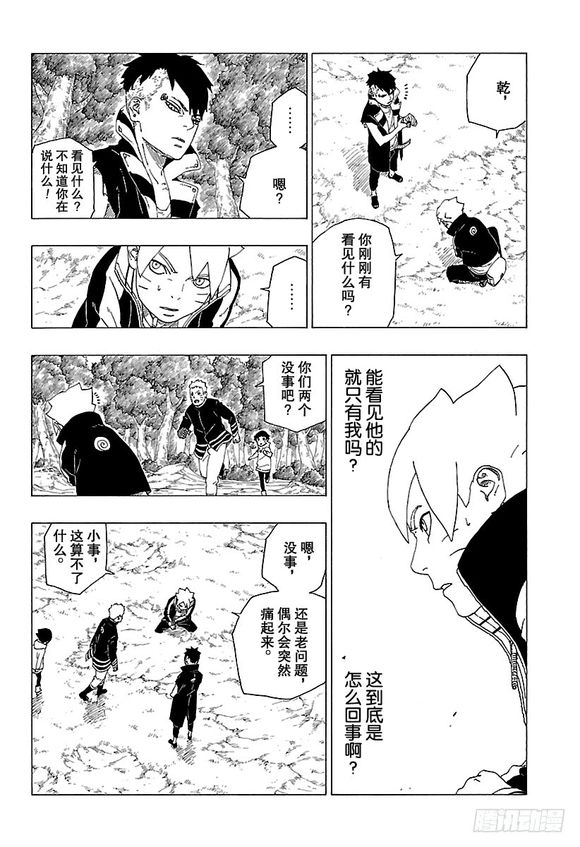 乾，
你刚刚有
看见什么吗？
……
嗯？
看见什么？
不知道你在
说什么！
……
能看见他的
就只有我吗？
这到底是
怎么回事啊？
你们两个
没事吧？
嗯，
没事，
还是老问题，
偶尔会突然
痛起来。
小事，
这算不了
什么。
腾讯动漫